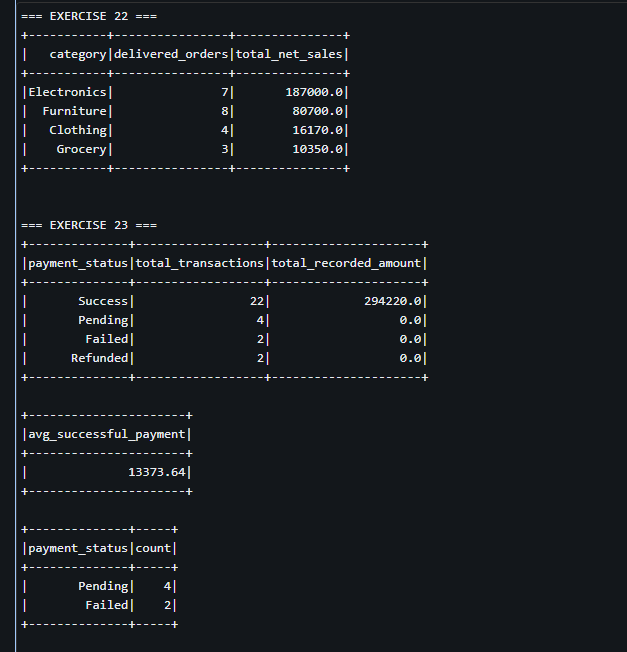 === EXERCISE 22 ===
+-----------+----------------+---------------+
|   category|delivered_orders|total_net_sales|
+-----------+----------------+---------------+
|Electronics|               7|       187000.0|
|  Furniture|               8|        80700.0|
|   Clothing|               4|        16170.0|
|    Grocery|               3|        10350.0|
+-----------+----------------+---------------+
=== EXERCISE 23 ===
+--------------+------------------+---------------------+
|payment_status|total_transactions|total_recorded_amount|
+--------------+------------------+---------------------+
|       Success|                22|             294220.0|
|       Pending|                 4|                  0.0|
|        Failed|                 2|                  0.0|
|      Refunded|                 2|                  0.0|
+--------------+------------------+---------------------+
+----------------------+
|avg_successful_payment|
+----------------------+
|              13373.64|
+----------------------+
+--------------+-----+
|payment_status|count|
+--------------+-----+
|       Pending|    4|
|        Failed|    2|
+--------------+-----+